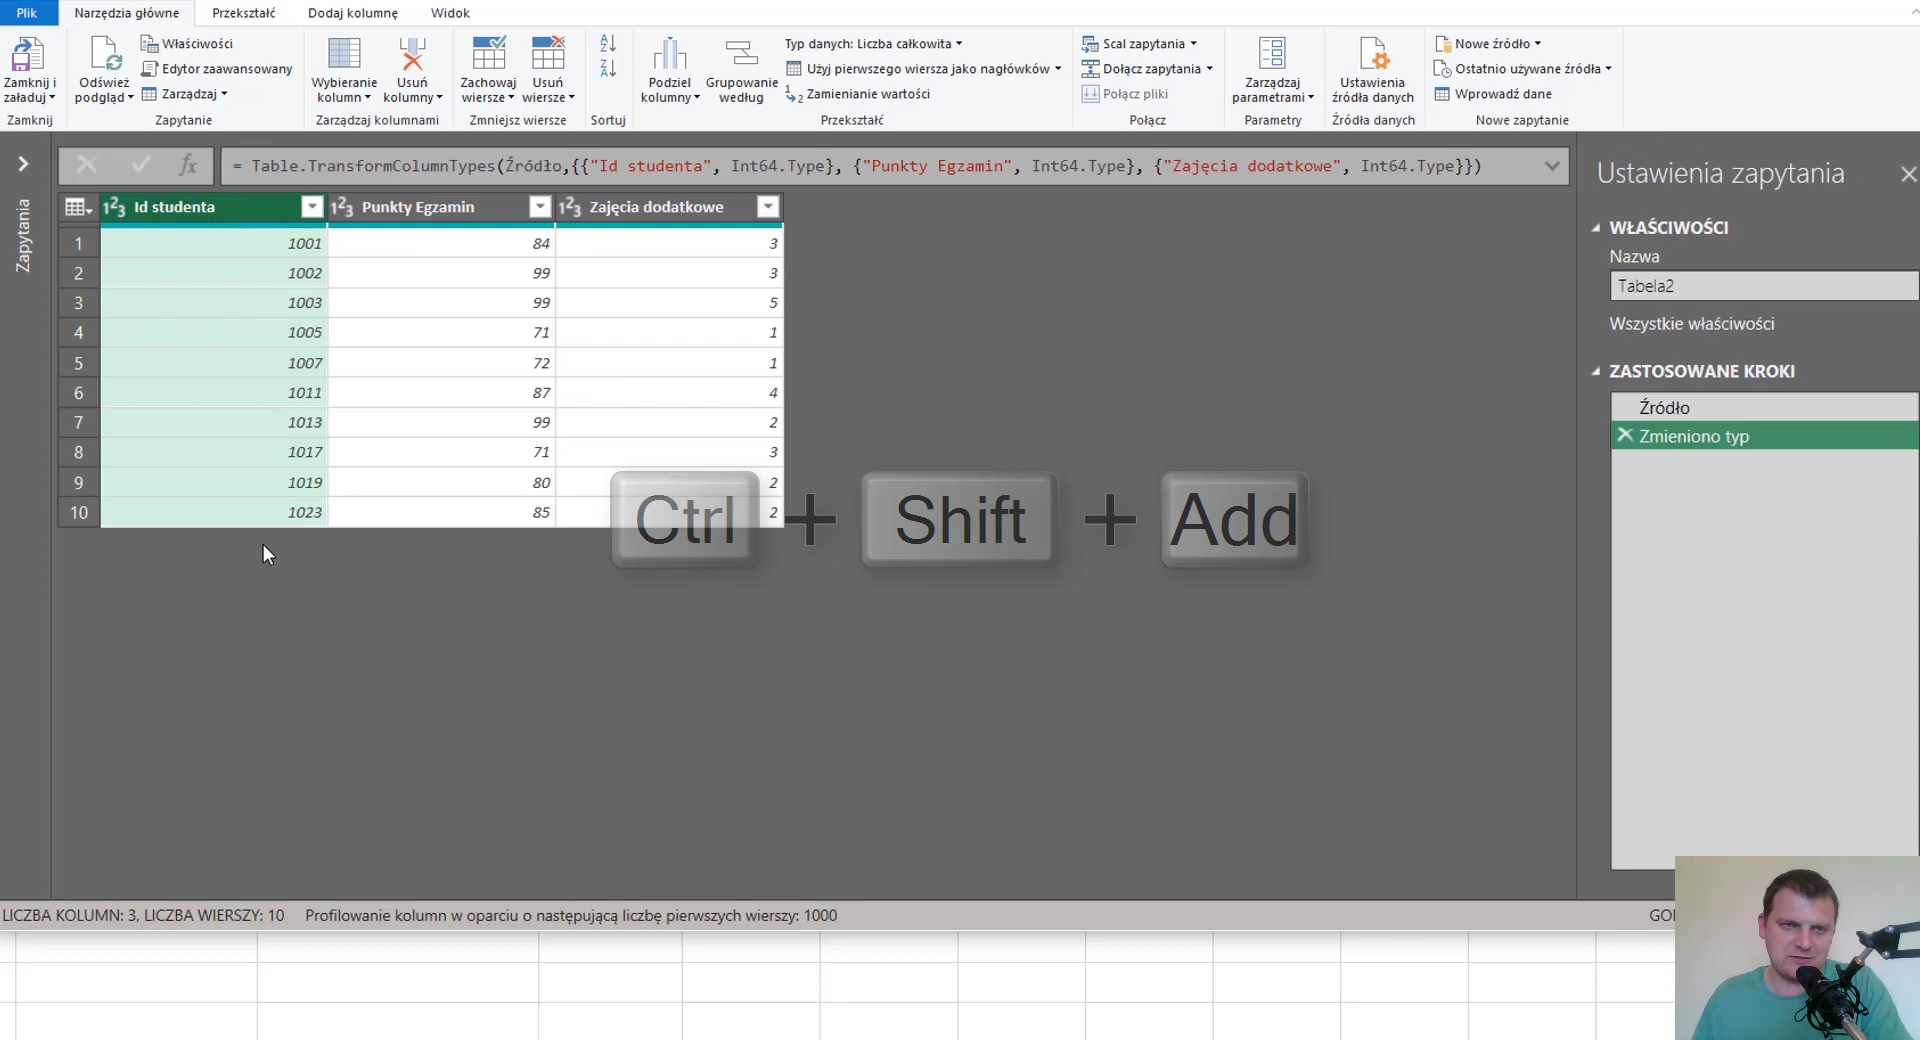 Plik Narzędzia główne Przekształć Dodaj kolumnę Widok
Zamknij i załaduj
Zamknij
Odśwież podgląd
Właściwości
Edytor zaawansowany
Zarządzaj
Zapytanie
Wybieranie kolumn
Usuń kolumny
Zarządzaj kolumnami
Zachowaj wiersze
Usuń wiersze
Zmniejsz wiersze
A Z
Z A
Sortuj
Podziel kolumny
Grupowanie według
Typ danych: Liczba całkowita
Użyj pierwszego wiersza jako nagłówków
1 2 Zamienianie wartości
Przekształć
Scal zapytania
Dołącz zapytania
Połącz pliki
Połącz
Zarządzaj parametrami
Parametry
Ustawienia źródła danych
Źródła danych
Nowe źródło
Ostatnio używane źródła
Wprowadź dane
Nowe zapytanie
Zapytania
fx = Table.TransformColumnTypes(Źródło,{{"Id studenta", Int64.Type}, {"Punkty Egzamin", Int64.Type}, {"Zajęcia dodatkowe", Int64.Type}})
123 Id studenta 123 Punkty Egzamin 123 Zajęcia dodatkowe
1 1001 84 3
2 1002 99 3
3 1003 99 5
4 1005 71 1
5 1007 72 1
6 1011 87 4
7 1013 99 2
8 1017 71 3
9 1019 80 2
10 1023 85 2
Ctrl + Shift + Add
Ustawienia zapytania
WŁAŚCIWOŚCI
Nazwa
Tabela2
Wszystkie właściwości
ZASTOSOWANE KROKI
Źródło
Zmieniono typ
LICZBA KOLUMN: 3, LICZBA WIERSZY: 10 Profilowanie kolumn w oparciu o następującą liczbę pierwszych wierszy: 1000